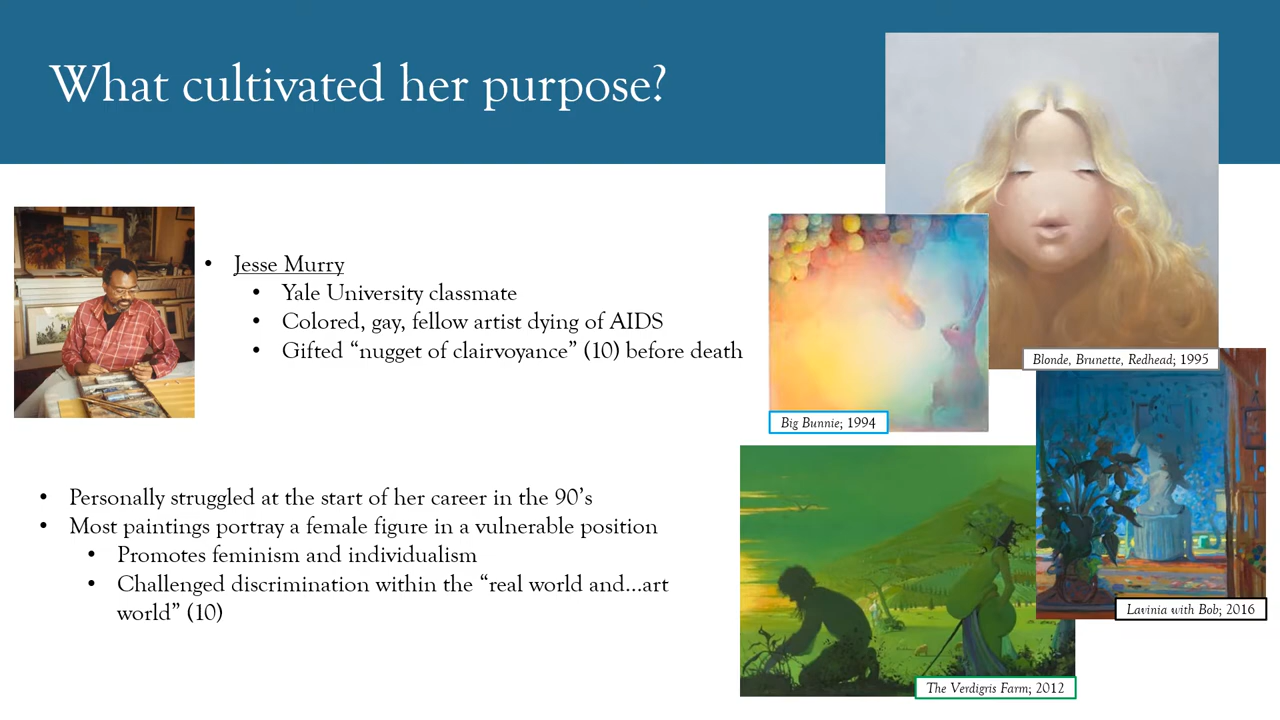 What cultivated her purpose?
• Jesse Murry
• Yale University classmate
• Colored, gay, fellow artist dying of AIDS
• Gifted “nugget of clairvoyance” (10) before death
• Personally struggled at the start of her career in the 90’s
• Most paintings portray a female figure in a vulnerable position
• Promotes feminism and individualism
• Challenged discrimination within the “real world and...art
world” (10)
Blonde, Brunette, Redhead; 1995
Big Bunnie; 1994
Lavinia with Bob; 2016
The Verdigris Farm; 2012